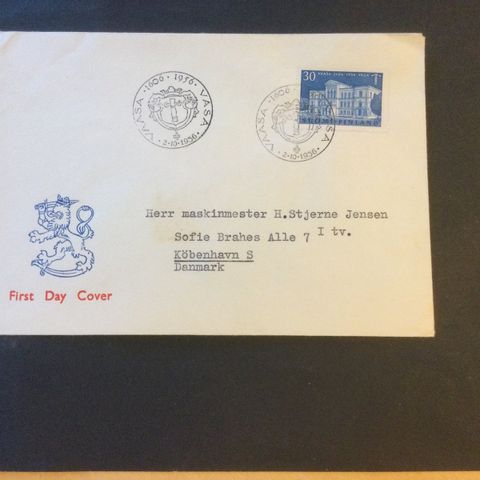 VAASA · 1606 · 1956 · VASA
· 2·10·1956 ·
VAASA · 1606 · 1956 · VASA
· 2·10·1956 ·
30
SUOMI·FINLAND
Herr maskinmester H.Stjerne Jensen
Sofie Brahes Alle 7 I tv.
Köbenhavn S
Danmark
First Day Cover